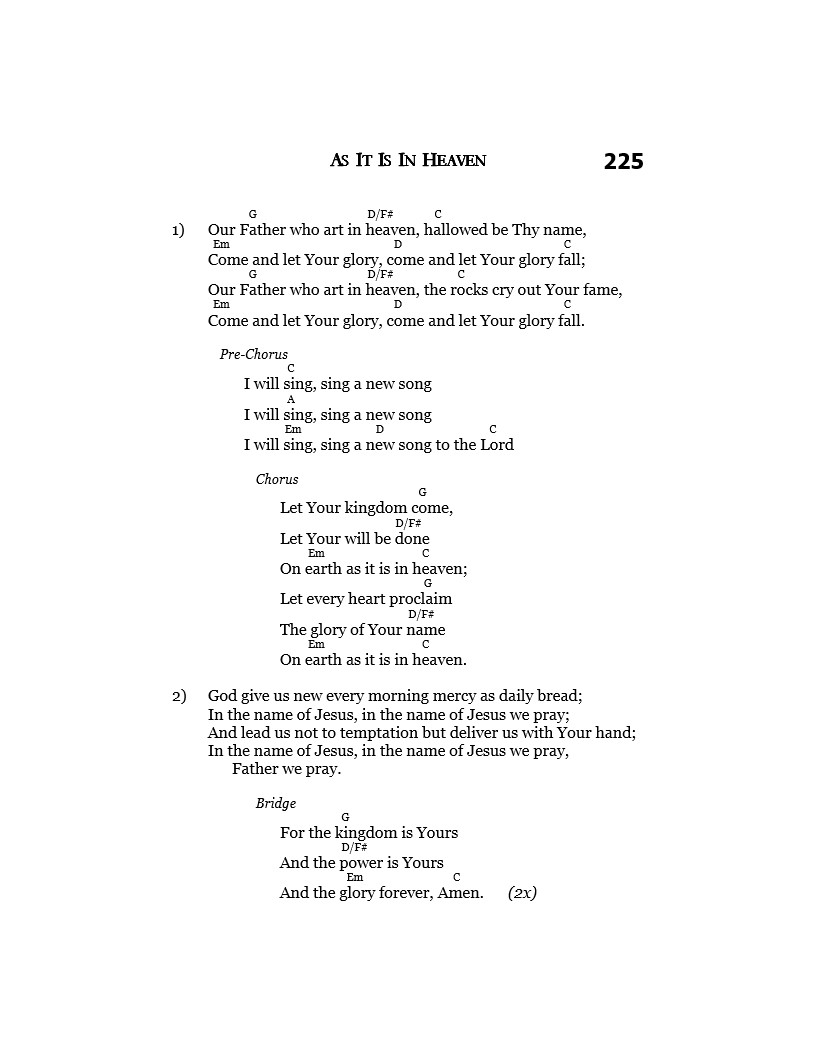 AS IT IS IN HEAVEN 225
G D/F# C
1) Our Father who art in heaven, hallowed be Thy name,
Em D C
Come and let Your glory, come and let Your glory fall;
G D/F# C
Our Father who art in heaven, the rocks cry out Your fame,
Em D C
Come and let Your glory, come and let Your glory fall.
Pre-Chorus
C
I will sing, sing a new song
A
I will sing, sing a new song
Em D C
I will sing, sing a new song to the Lord
Chorus
G
Let Your kingdom come,
D/F#
Let Your will be done
Em C
On earth as it is in heaven;
G
Let every heart proclaim
D/F#
The glory of Your name
Em C
On earth as it is in heaven.
2) God give us new every morning mercy as daily bread;
In the name of Jesus, in the name of Jesus we pray;
And lead us not to temptation but deliver us with Your hand;
In the name of Jesus, in the name of Jesus we pray,
Father we pray.
Bridge
G
For the kingdom is Yours
D/F#
And the power is Yours
Em C
And the glory forever, Amen. (2x)